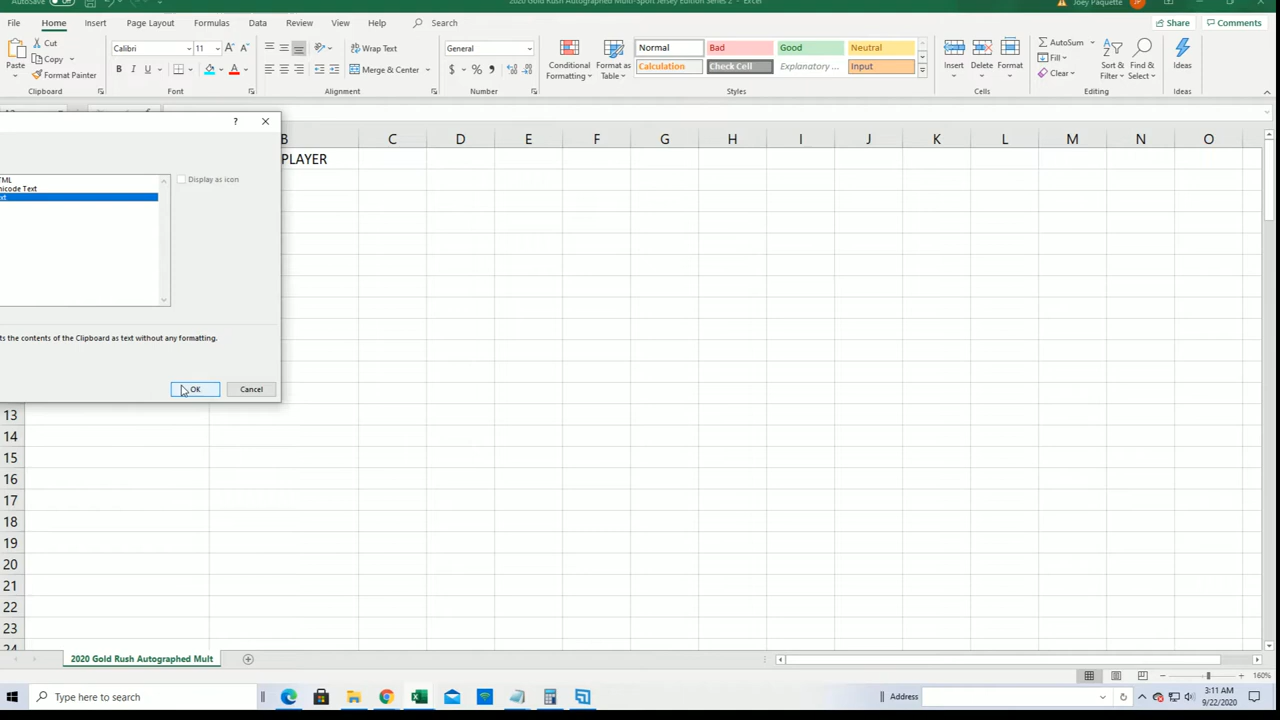 AutoSave
2020 Gold Rush Autographed Multi-Sport Jersey Edition Series 2 - Excel
Joey Paquette
File Home Insert Page Layout Formulas Data Review View Help Search
Share Comments
Paste Cut
Copy
Format Painter
Clipboard
Calibri 11
B I U
Font
Wrap Text
Merge & Center
Alignment
General
$ % ,
Number
Conditional Formatting
Format as Table
Normal Bad Good Neutral
Calculation Check Cell Explanatory ... Input
Styles
Insert Delete Format
Cells
AutoSum
Fill
Clear
Sort & Filter
Find & Select
Editing
Ideas
Ideas
B C D E F G H I J K L M N O
PLAYER
?
Display as icon
Unicode Text
ts the contents of the Clipboard as text without any formatting.
OK Cancel
13
14
15
16
17
18
19
20
21
22
23
24
2020 Gold Rush Autographed Mult
160%
Type here to search
Address
3:11 AM
9/22/2020